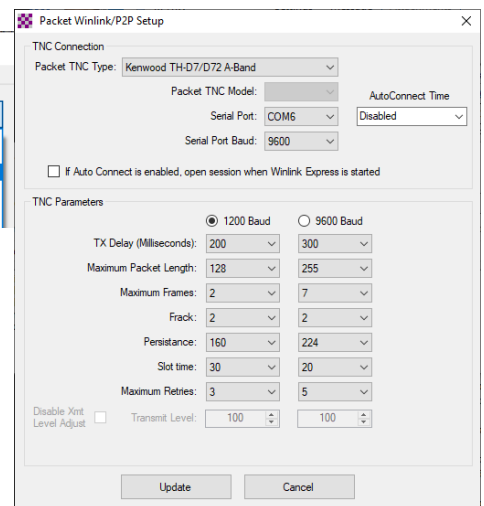 Packet Winlink/P2P Setup
TNC Connection
Packet TNC Type: Kenwood TH-D7/D72 A-Band
Packet TNC Model:
AutoConnect Time
Serial Port: COM6 Disabled
Serial Port Baud: 9600
If Auto Connect is enabled, open session when Winlink Express is started
TNC Parameters
1200 Baud 9600 Baud
TX Delay (Milliseconds): 200 300
Maximum Packet Length: 128 255
Maximum Frames: 2 7
Frack: 2 2
Persistance: 160 224
Slot time: 30 20
Maximum Retries: 3 5
Disable Xmt
Level Adjust Transmit Level: 100 100
Update Cancel